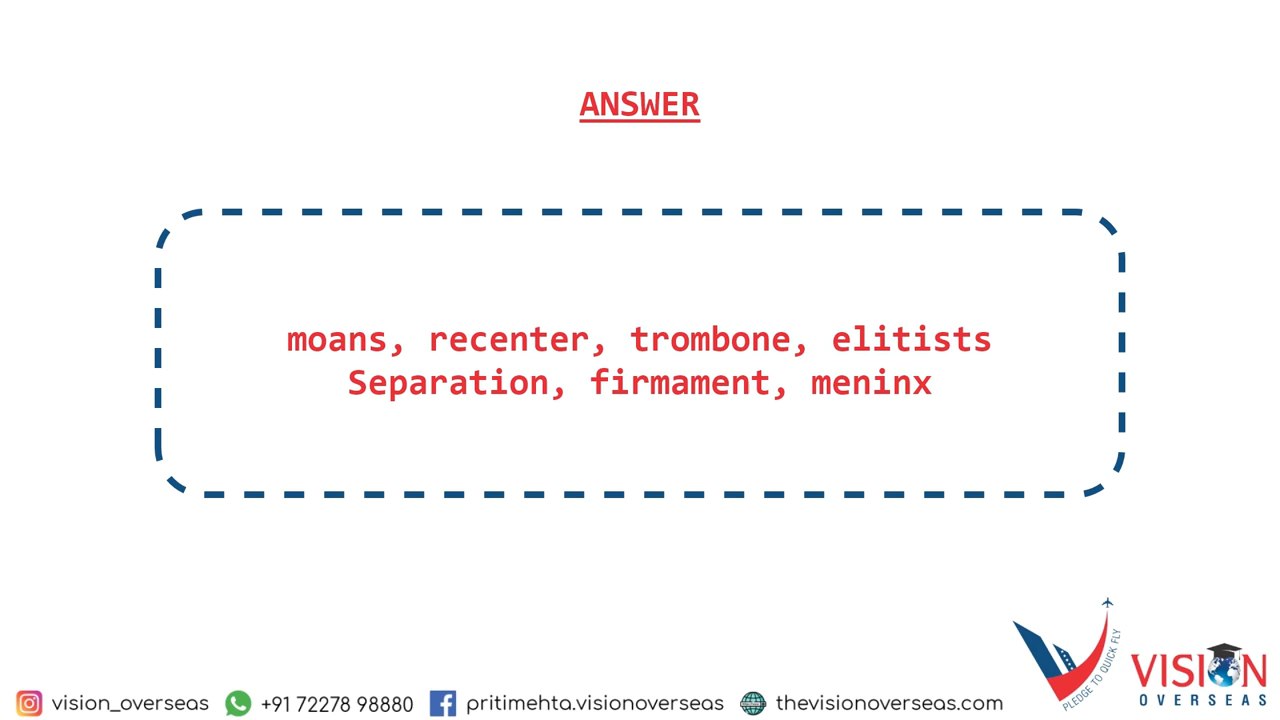 ANSWER
moans, recenter, trombone, elitists
Separation, firmament, meninx
PLEDGE TO QUICK FLY
VISION
OVERSEAS
vision_overseas
+91 72278 98880
pritimehta.visionoverseas
thevisionoverseas.com